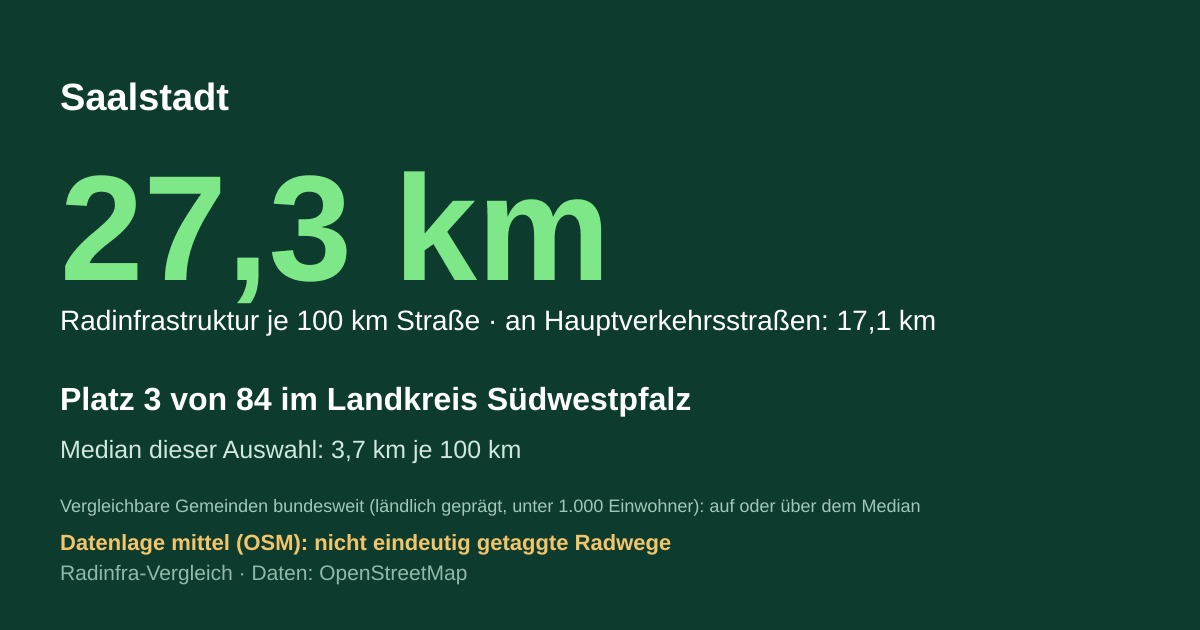 Saalstadt
27,3 km
Radinfrastruktur je 100 km Straße · an Hauptverkehrsstraßen: 17,1 km
Platz 3 von 84 im Landkreis Südwestpfalz
Median dieser Auswahl: 3,7 km je 100 km
Vergleichbare Gemeinden bundesweit (ländlich geprägt, unter 1.000 Einwohner): auf oder über dem Median
Datenlage mittel (OSM): nicht eindeutig getaggte Radwege
Radinfra-Vergleich · Daten: OpenStreetMap